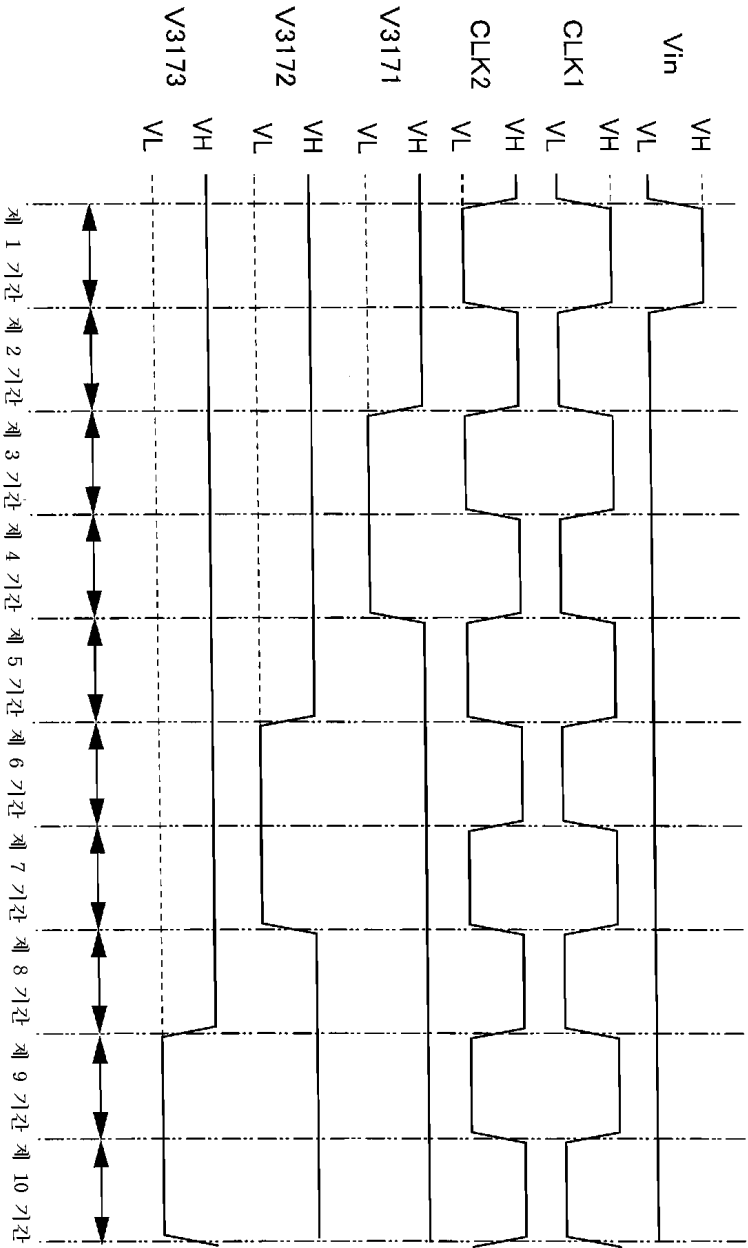 Vin
VH
VL
CLK1
VH
VL
CLK2
VH
VL
V3171
VH
VL
V3172
VH
VL
V3173
VH
VL
제 1 기간
제 2 기간
제 3 기간
제 4 기간
제 5 기간
제 6 기간
제 7 기간
제 8 기간
제 9 기간
제 10 기간